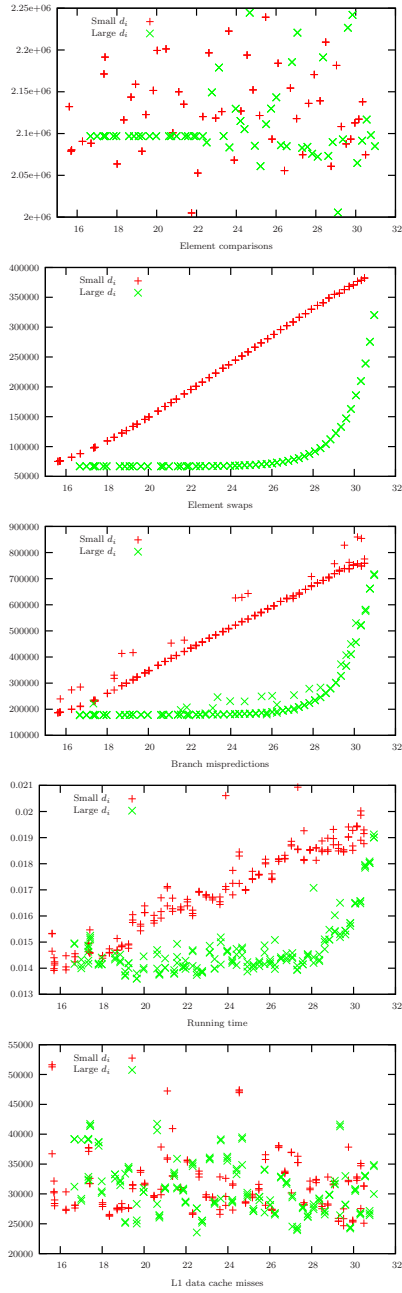 2.25e+06
2.2e+06
2.15e+06
2.1e+06
2.05e+06
2e+06
Small d_i
Large d_i
16 18 20 22 24 26 28 30 32
Element comparisons
400000
350000
300000
250000
200000
150000
100000
50000
Small d_i
Large d_i
16 18 20 22 24 26 28 30 32
Element swaps
900000
800000
700000
600000
500000
400000
300000
200000
100000
Small d_i
Large d_i
16 18 20 22 24 26 28 30 32
Branch mispredictions
0.021
0.02
0.019
0.018
0.017
0.016
0.015
0.014
0.013
Small d_i
Large d_i
16 18 20 22 24 26 28 30 32
Running time
55000
50000
45000
40000
35000
30000
25000
20000
Small d_i
Large d_i
16 18 20 22 24 26 28 30 32
L1 data cache misses